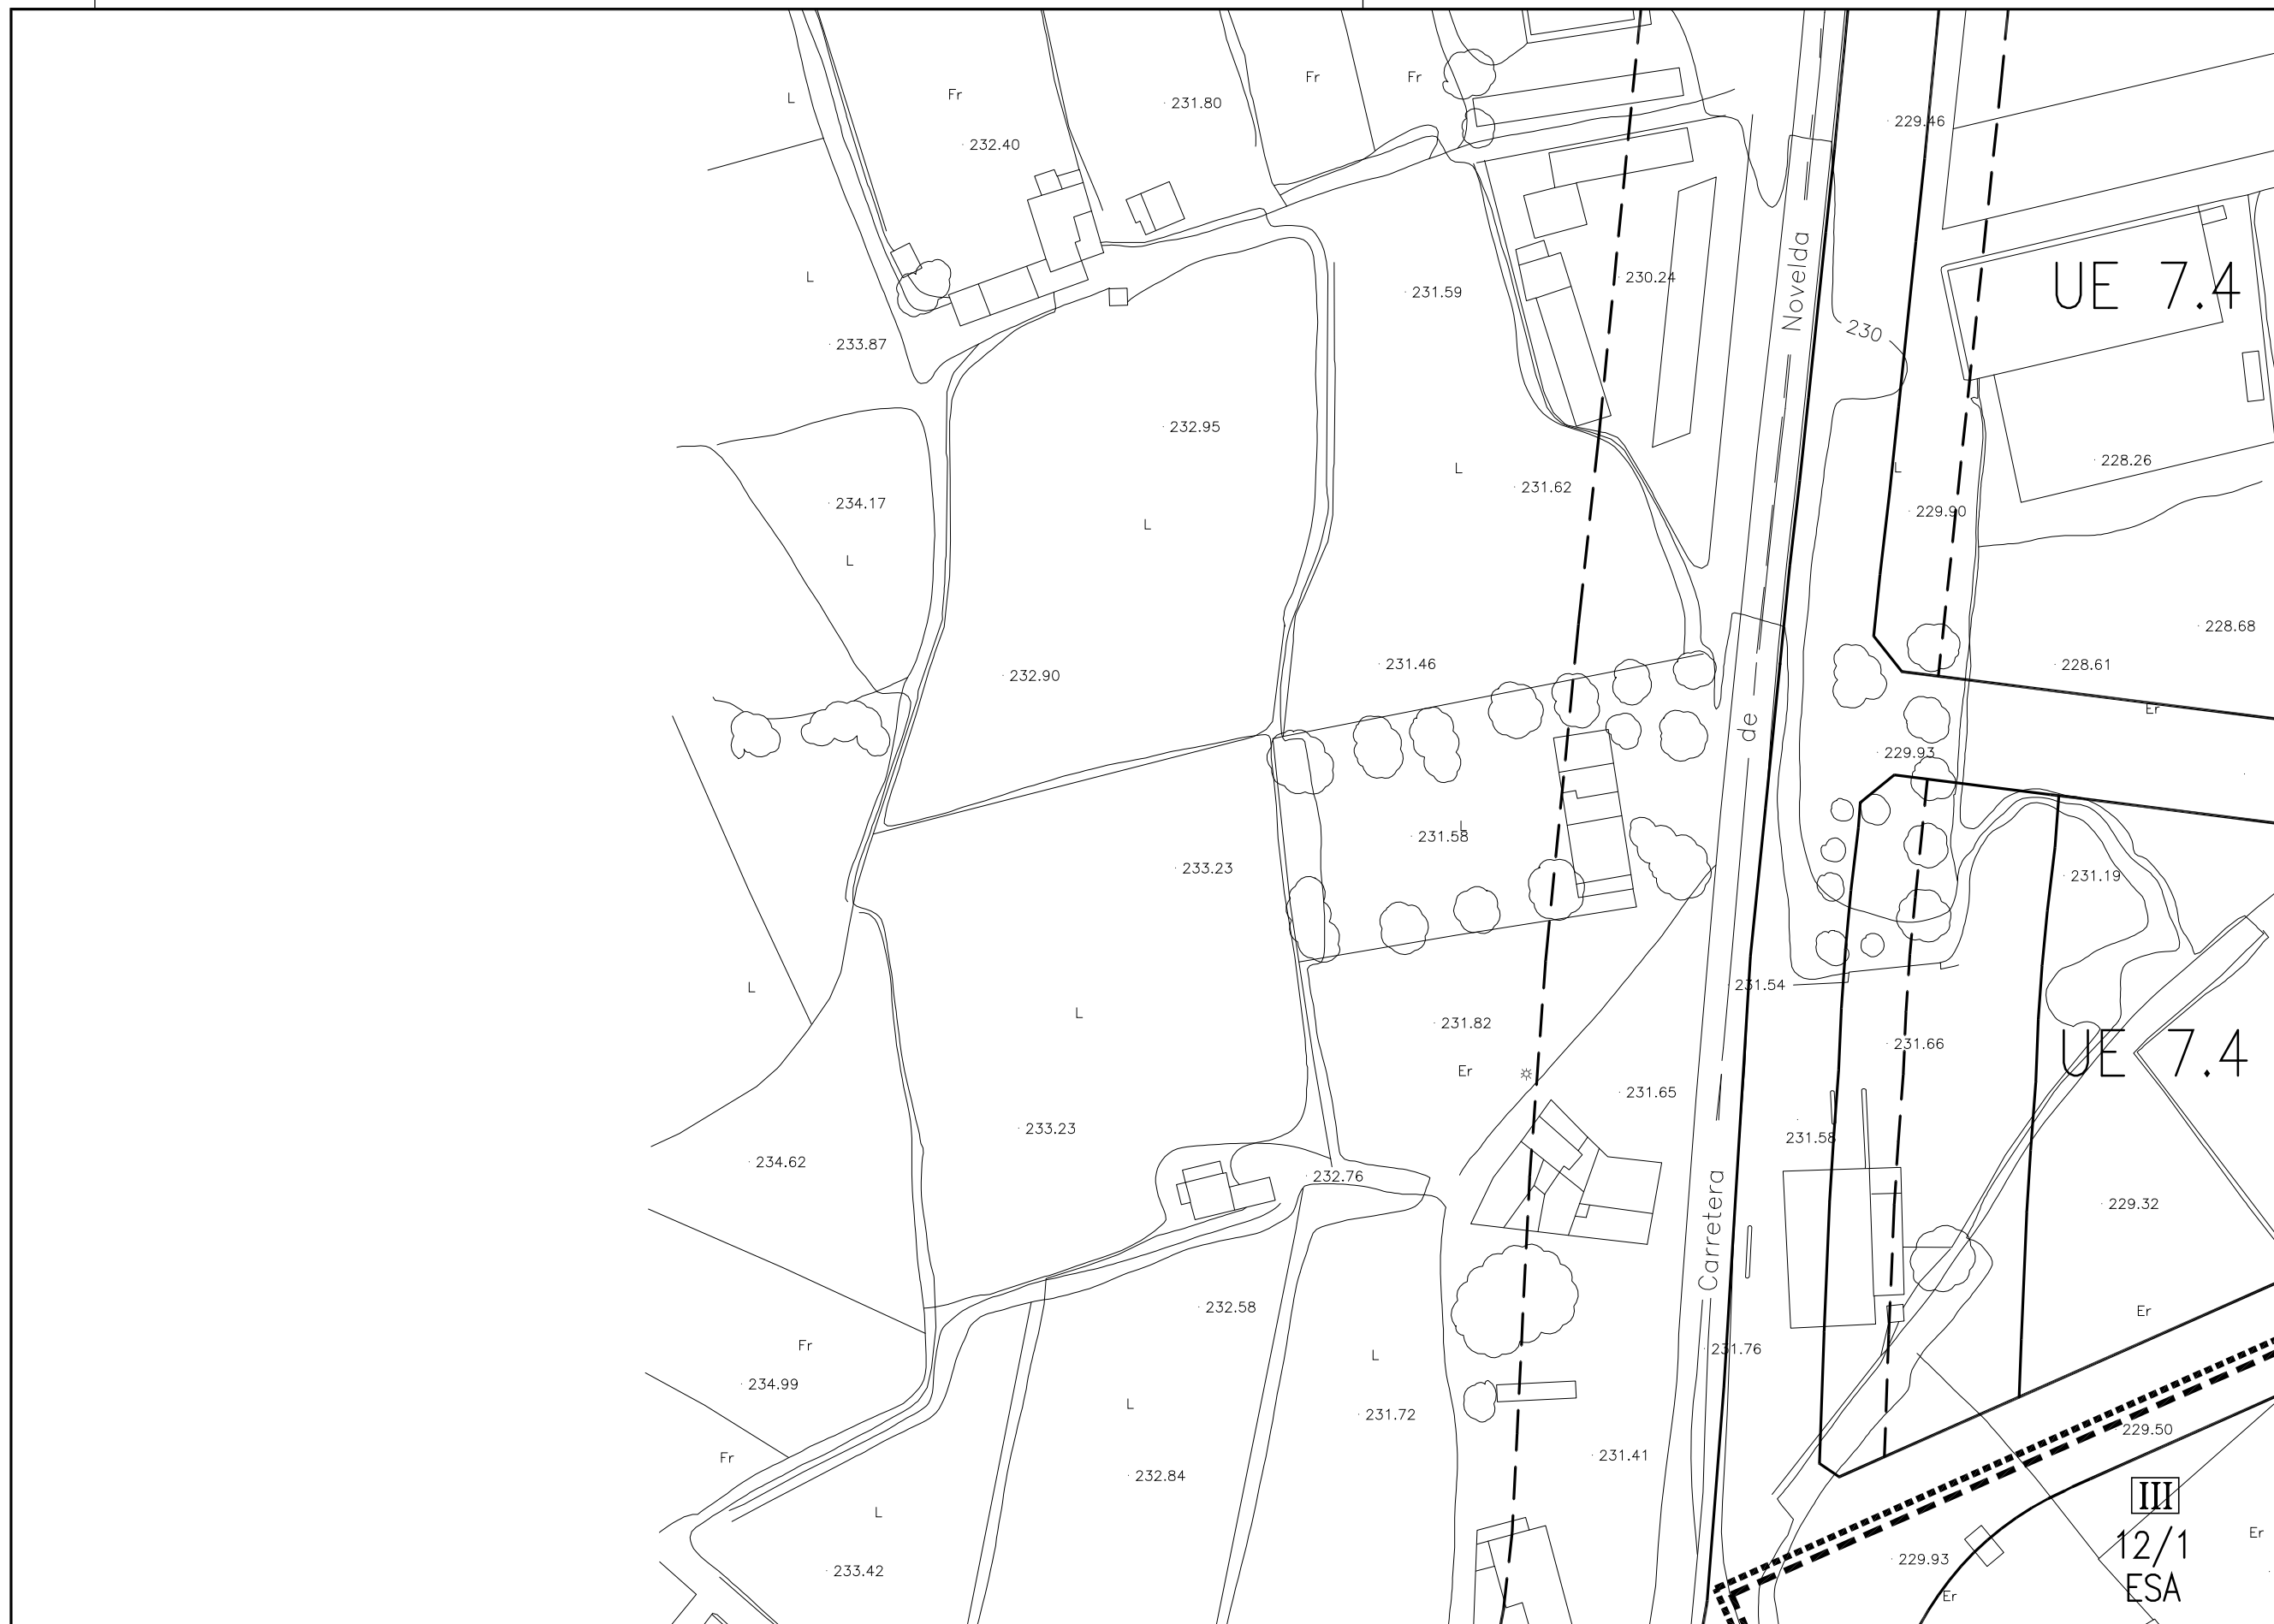 Fr
Fr
L
Fr
231.80
229.46
232.40
Novelda
L
230.24
UE 7.4
231.59
230
233.87
232.95
228.26
L
L
231.62
234.17
229.90
L
L
228.68
231.46
228.61
232.90
Er
de
229.93
L
231.58
233.23
231.19
231.54
L
L
231.82
231.66
UE 7.4
Er
231.65
233.23
231.58
234.62
232.76
Carretera
229.32
232.58
Er
Fr
231.76
L
234.99
L
231.72
229.50
Fr
231.41
232.84
III
L
Er
12/1
229.93
233.42
ESA
Er